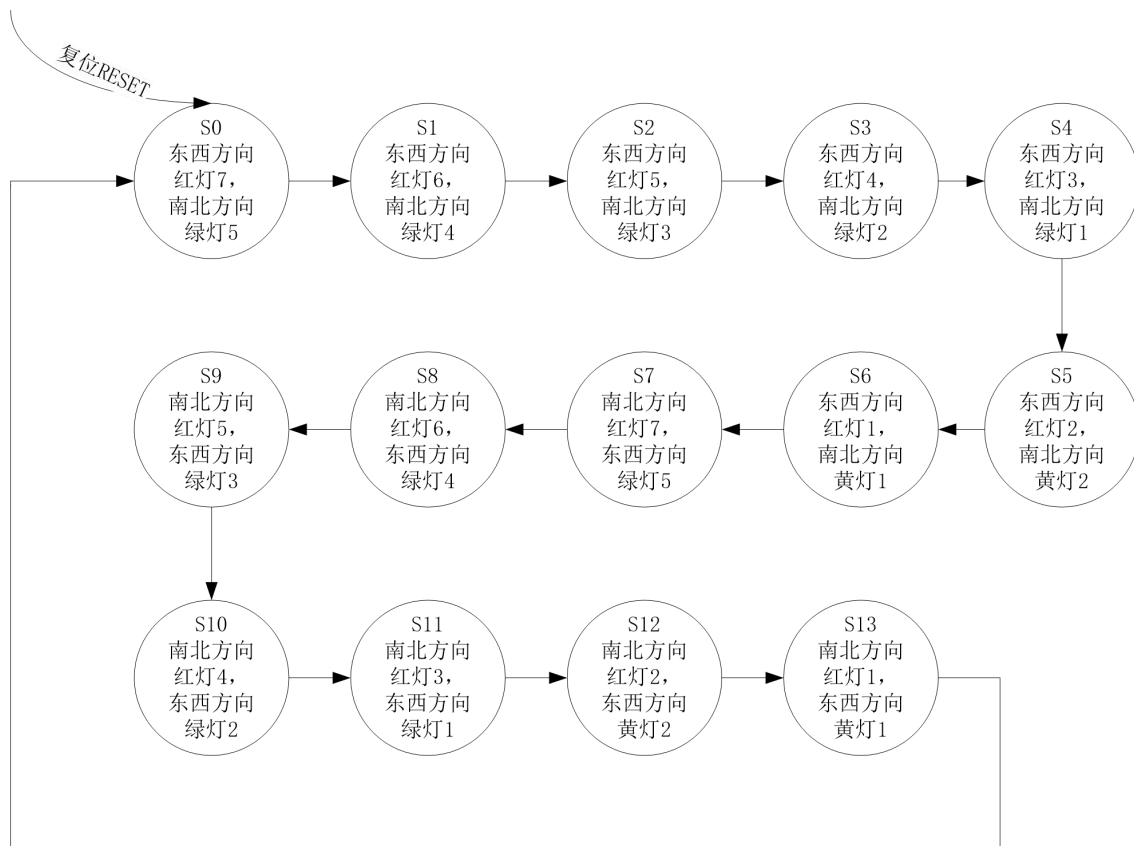 复位RESET
S0
东西方向
红灯7，
南北方向
绿灯5
S1
东西方向
红灯6，
南北方向
绿灯4
S2
东西方向
红灯5，
南北方向
绿灯3
S3
东西方向
红灯4，
南北方向
绿灯2
S4
东西方向
红灯3，
南北方向
绿灯1
S9
南北方向
红灯5，
东西方向
绿灯3
S8
南北方向
红灯6，
东西方向
绿灯4
S7
南北方向
红灯7，
东西方向
绿灯5
S6
东西方向
红灯1，
南北方向
黄灯1
S5
东西方向
红灯2，
南北方向
黄灯2
S10
南北方向
红灯4，
东西方向
绿灯2
S11
南北方向
红灯3，
东西方向
绿灯1
S12
南北方向
红灯2，
东西方向
黄灯2
S13
南北方向
红灯1，
东西方向
黄灯1